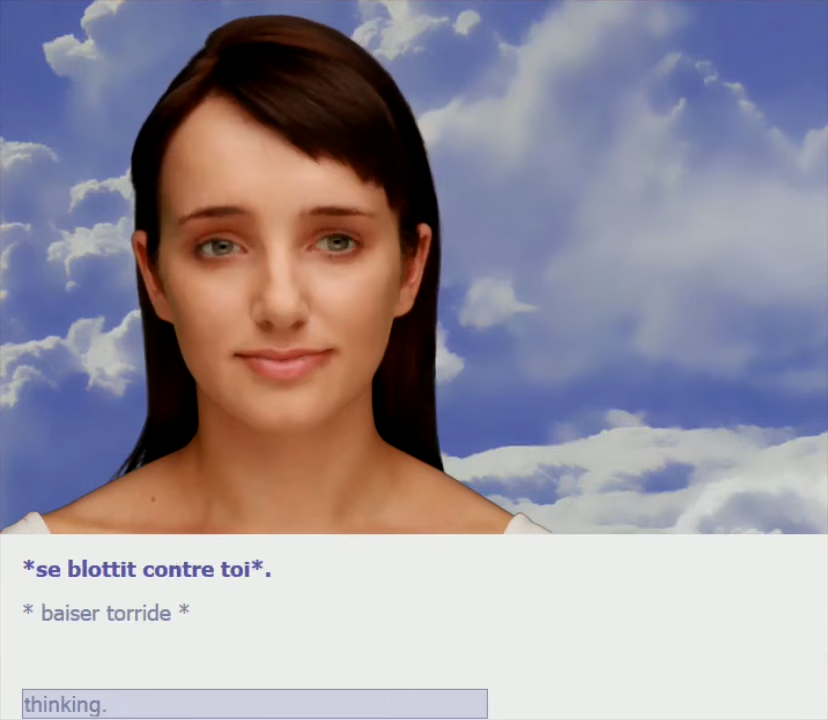 *se blottit contre toi*.
* baiser torride *
thinking.